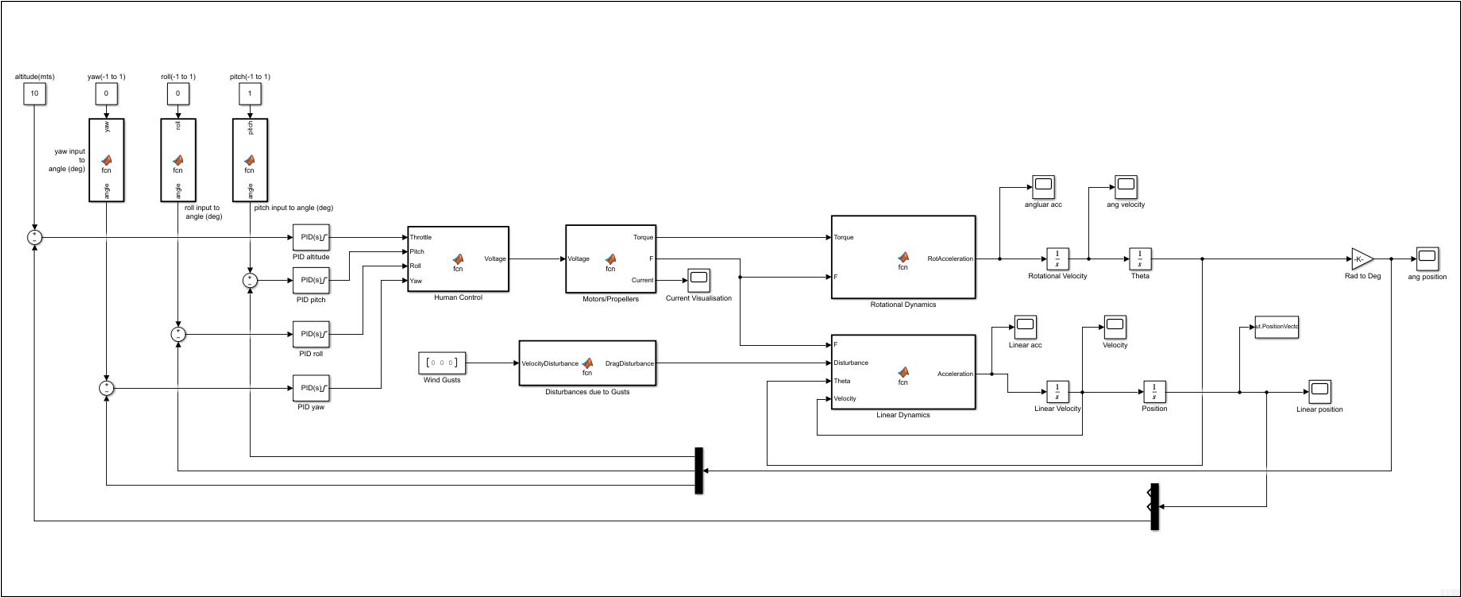 altitude(mts)
yaw(-1 to 1)
roll(-1 to 1)
pitch(-1 to 1)
10
0
0
1
yaw
roll
pitch
yaw input
to
angle (deg)
fcn
fcn
fcn
angle
angle
angle
roll input to
angle (deg)
pitch input to angle (deg)
+
−
PID(s)
PID altitude
+
−
PID(s)
PID pitch
+
−
PID(s)
PID roll
+
−
PID(s)
PID yaw
Throttle
Pitch
Roll
Yaw
fcn
Voltage
Human Control
Voltage
fcn
Torque
F
Current
Motors/Propellers
Current Visualisation
[0 0 0]
Wind Gusts
VelocityDisturbance
fcn
DragDisturbance
Disturbances due to Gusts
Torque
F
fcn
RotAcceleration
Rotational Dynamics
angluar acc
ang velocity
1
s
Rotational Velocity
1
s
Theta
-K-
Rad to Deg
ang position
F
Disturbance
Theta
Velocity
fcn
Acceleration
Linear Dynamics
Linear acc
Velocity
1
s
Linear Velocity
1
s
Position
ut.PositionVecto
Linear position